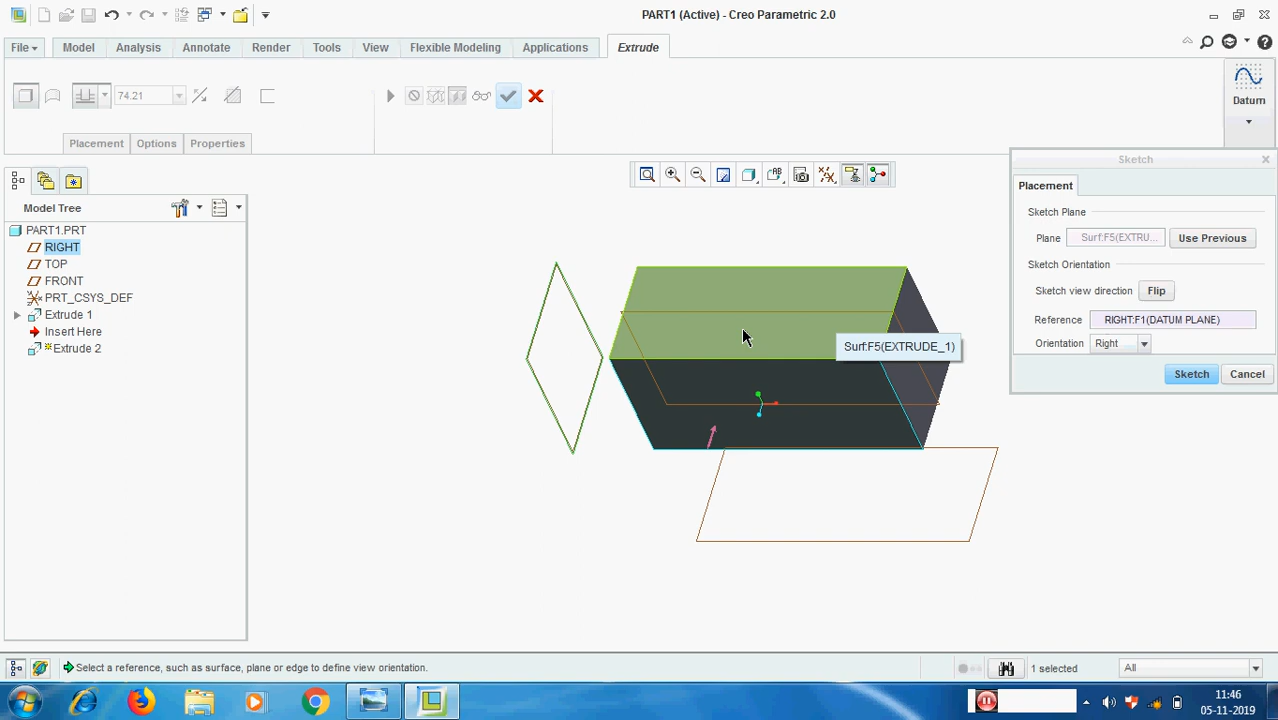 PART1 (Active) - Creo Parametric 2.0
File Model Analysis Annotate Render Tools View Flexible Modeling Applications Extrude
74.21
Datum
Placement Options Properties
Sketch
Placement
Sketch Plane
Plane Surf:F5(EXTRU... Use Previous
Sketch Orientation
Sketch view direction Flip
Reference RIGHT:F1(DATUM PLANE)
Orientation Right
Sketch Cancel
Model Tree
PART1.PRT
RIGHT
TOP
FRONT
PRT_CSYS_DEF
Extrude 1
Insert Here
Extrude 2
Surf:F5(EXTRUDE_1)
Select a reference, such as surface, plane or edge to define view orientation.
1 selected
All
11:46
05-11-2019